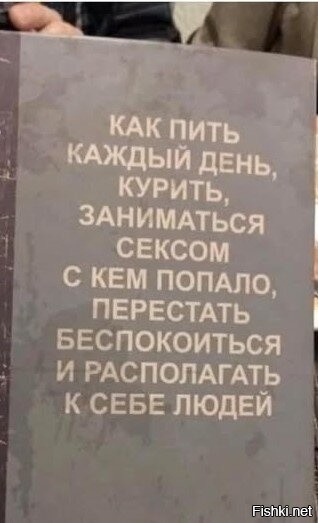 КАК ПИТЬ
КАЖДЫЙ ДЕНЬ,
КУРИТЬ,
ЗАНИМАТЬСЯ
СЕКСОМ
С КЕМ ПОПАЛО,
ПЕРЕСТАТЬ
БЕСПОКОИТЬСЯ
И РАСПОЛАГАТЬ
К СЕБЕ ЛЮДЕЙ
Fishki.net